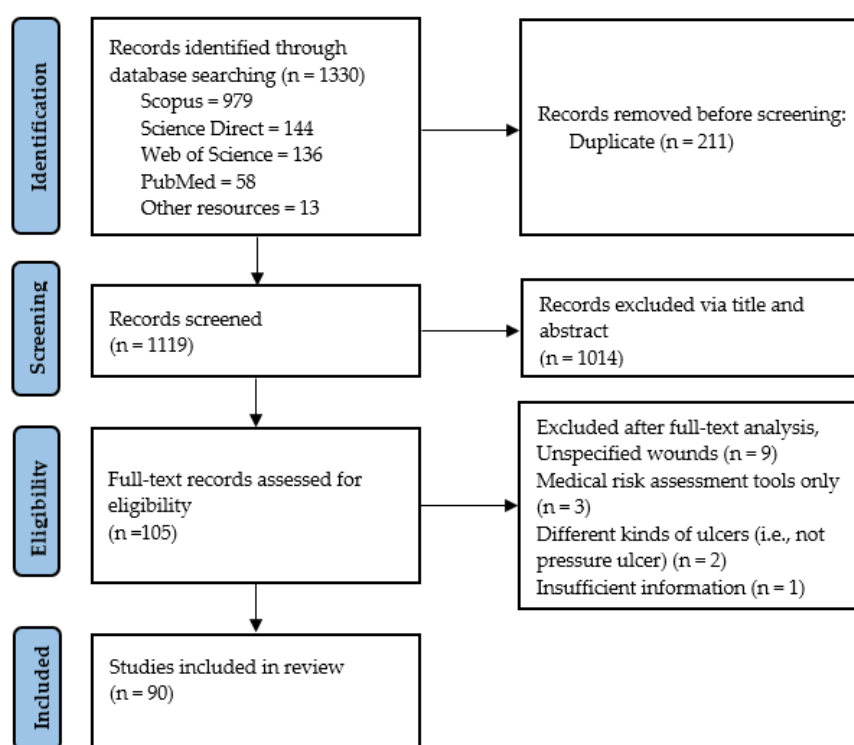 Identification
Records identified through
database searching (n = 1330)
Scopus = 979
Science Direct = 144
Web of Science = 136
PubMed = 58
Other resources = 13
Records removed before screening:
Duplicate (n = 211)
Screening
Records screened
(n = 1119)
Records excluded via title and
abstract
(n = 1014)
Eligibility
Full-text records assessed for
eligibility
(n =105)
Excluded after full-text analysis,
Unspecified wounds (n = 9)
Medical risk assessment tools only
(n = 3)
Different kinds of ulcers (i.e., not
pressure ulcer) (n = 2)
Insufficient information (n = 1)
Included
Studies included in review
(n = 90)